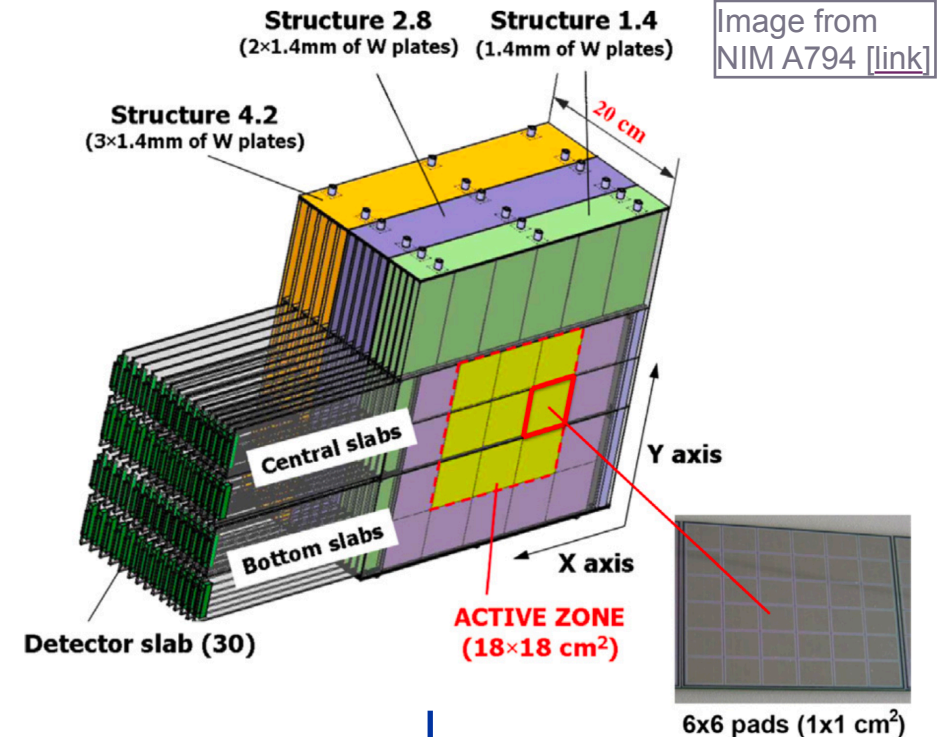 Structure 2.8
(2×1.4mm of W plates)
Structure 1.4
(1.4mm of W plates)
Image from
NIM A794 [link]
Structure 4.2
(3×1.4mm of W plates)
20 cm
Central slabs
Bottom slabs
Y axis
X axis
Detector slab (30)
ACTIVE ZONE
(18×18 cm²)
6x6 pads (1x1 cm²)